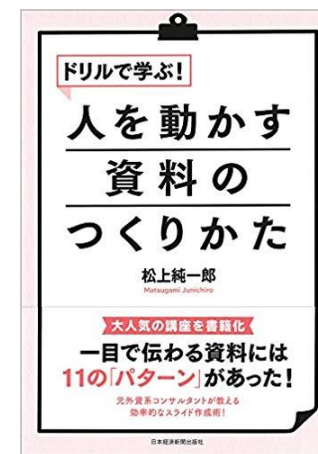 ドリルで学ぶ!
人を動かす
資料の
つくりかた
松上純一郎
Matsugami Junichiro
大人気の講座を書籍化
一目で伝わる資料には
11の「パターン」があった!
元外資系コンサルタントが教える
効率的なスライド作成術!
日本経済新聞出版社